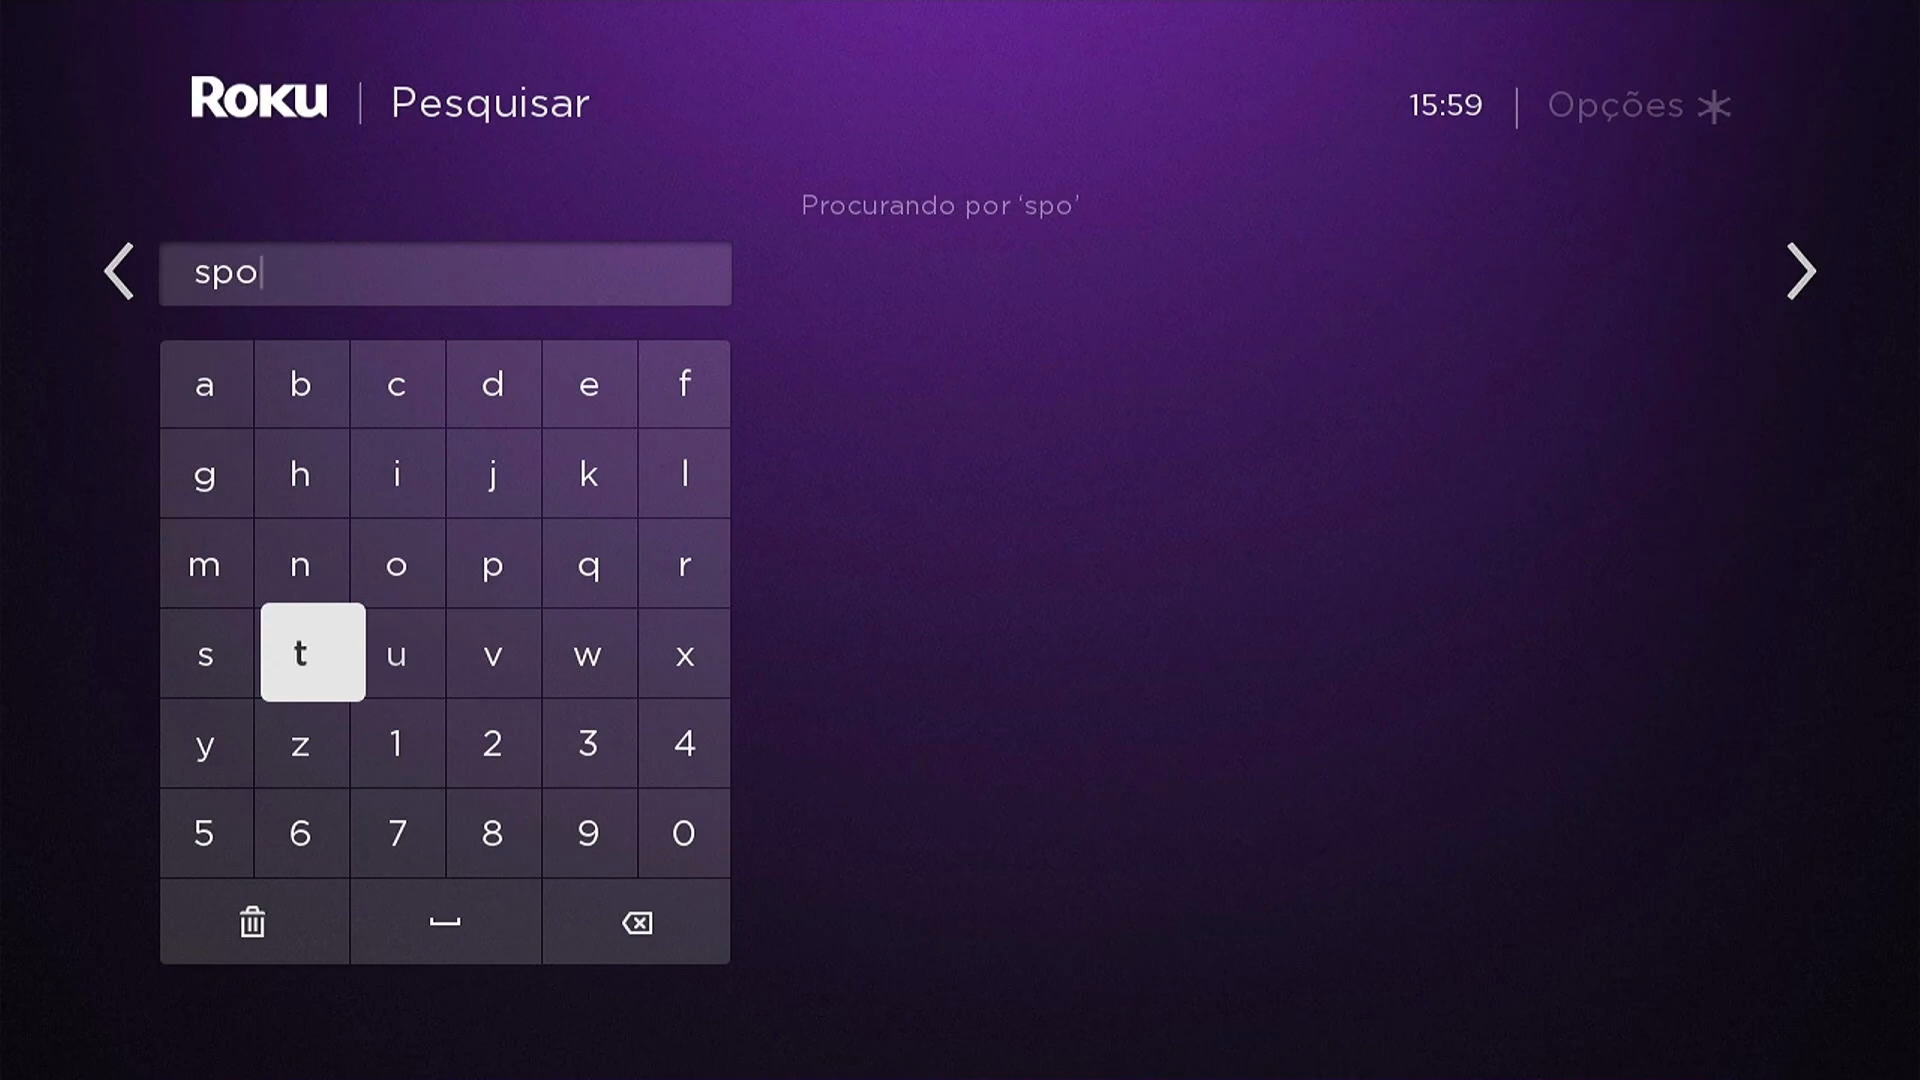 Roku | Pesquisar
15:59 | Opções
Procurando por ‘spo’
spo
a b c d e f
g h i j k l
m n o p q r
s t u v w x
y z 1 2 3 4
5 6 7 8 9 0